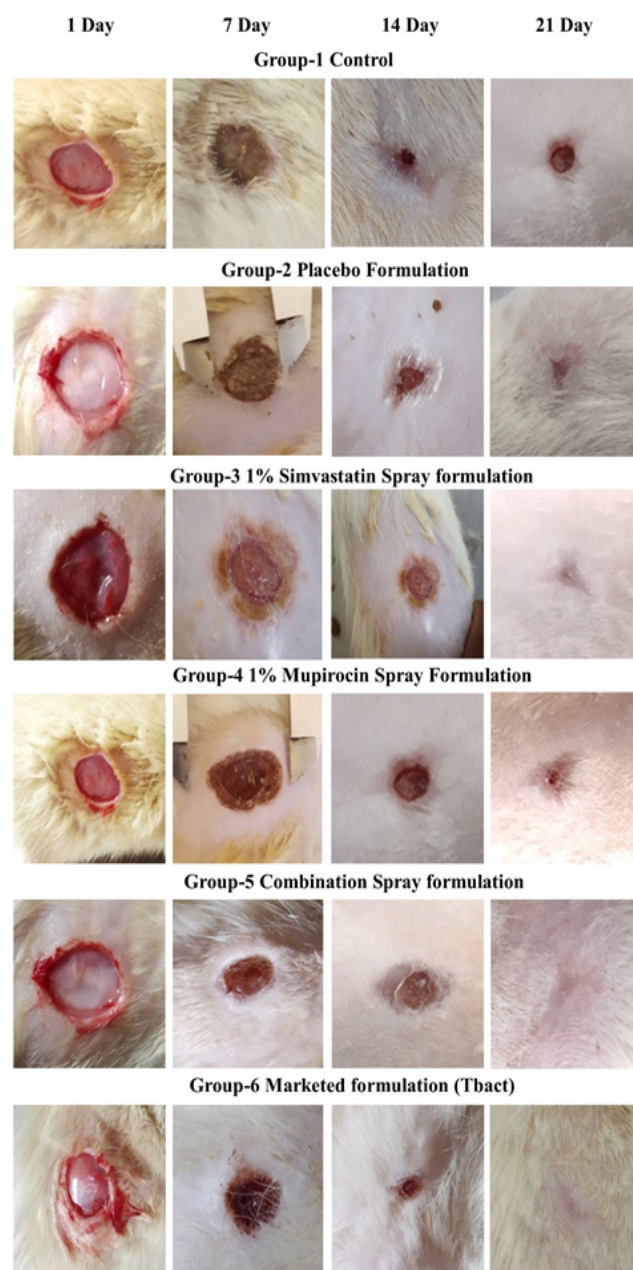 1 Day 7 Day 14 Day 21 Day
Group-1 Control
Group-2 Placebo Formulation
Group-3 1% Simvastatin Spray formulation
Group-4 1% Mupirocin Spray Formulation
Group-5 Combination Spray formulation
Group-6 Marketed formulation (Tbact)